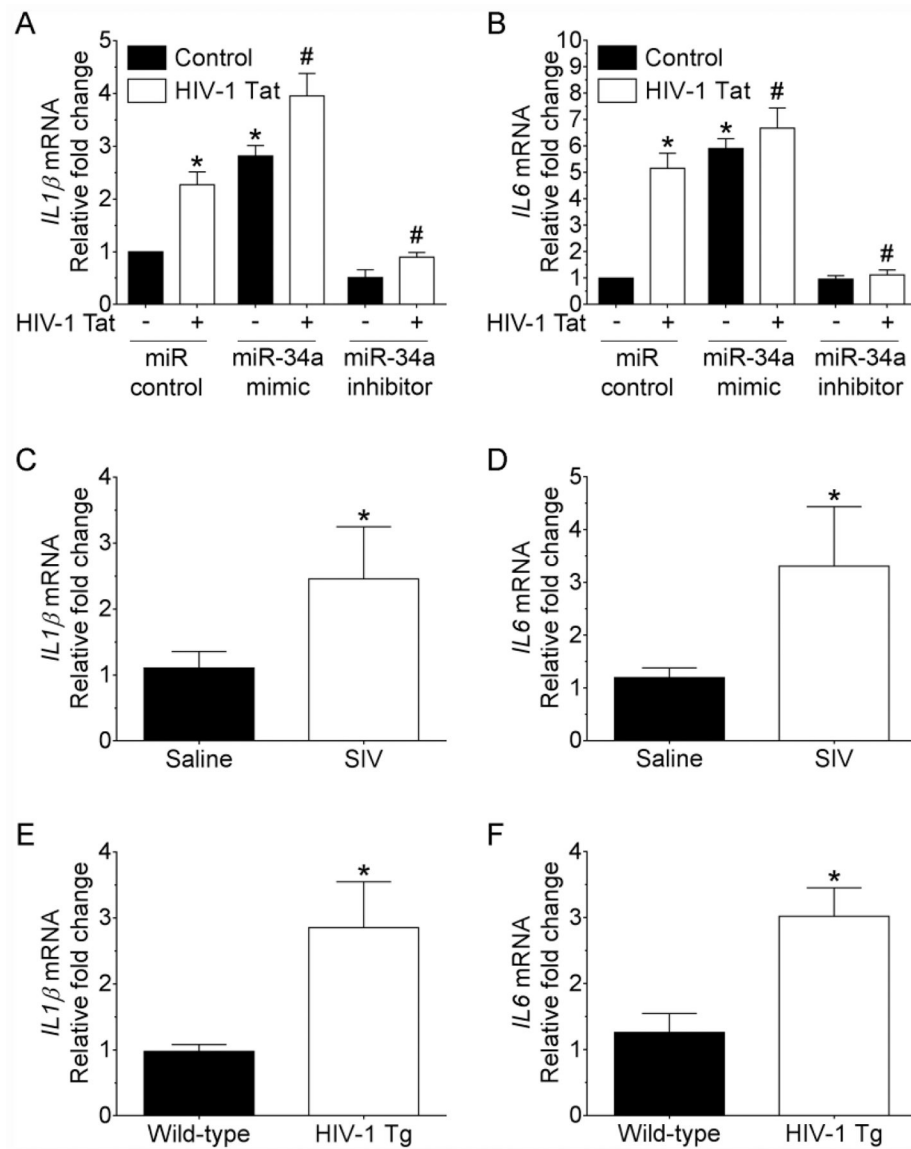 A
IL1β mRNA
Relative fold change
5
4
3
2
1
0
Control
HIV-1 Tat
*
*
#
#
HIV-1 Tat - + - + - +
miR control
miR-34a mimic
miR-34a inhibitor
B
IL6 mRNA
Relative fold change
10
9
8
7
6
5
4
3
2
1
0
Control
HIV-1 Tat
*
*
#
#
HIV-1 Tat - + - + - +
miR control
miR-34a mimic
miR-34a inhibitor
C
IL1β mRNA
Relative fold change
4
3
2
1
0
*
Saline SIV
D
IL6 mRNA
Relative fold change
5
4
3
2
1
0
*
Saline SIV
E
IL1β mRNA
Relative fold change
4
3
2
1
0
*
Wild-type HIV-1 Tg
F
IL6 mRNA
Relative fold change
4
3
2
1
0
*
Wild-type HIV-1 Tg